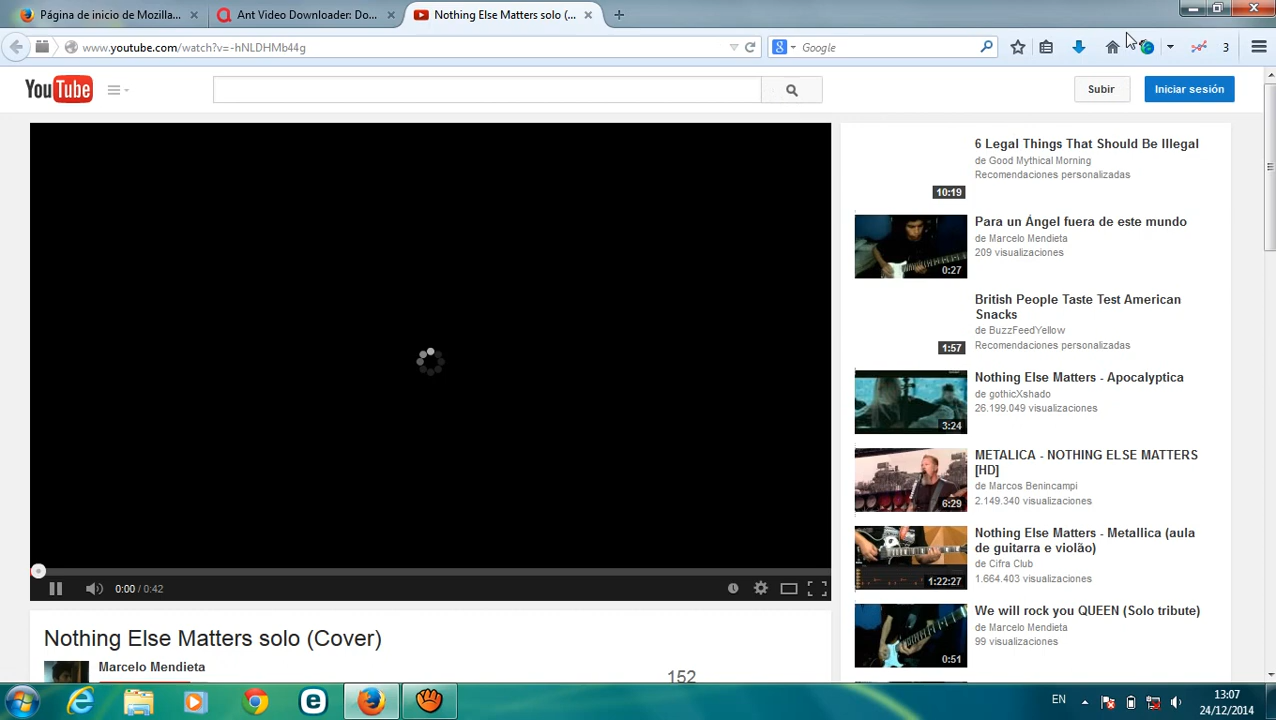 Página de inicio de Mozilla...
Ant Video Downloader: Do...
Nothing Else Matters solo (...
www.youtube.com/watch?v=-hNLDHMb44g
Google
3
YouTube
Subir
Iniciar sesión
6 Legal Things That Should Be Illegal
de Good Mythical Morning
Recomendaciones personalizadas
10:19
Para un Ángel fuera de este mundo
de Marcelo Mendieta
209 visualizaciones
0:27
British People Taste Test American
Snacks
de BuzzFeedYellow
Recomendaciones personalizadas
1:57
Nothing Else Matters - Apocalyptica
de gothicXshado
26.199.049 visualizaciones
3:24
METALICA - NOTHING ELSE MATTERS
[HD]
de Marcos Benincampi
2.149.340 visualizaciones
6:29
Nothing Else Matters - Metallica (aula
de guitarra e violão)
de Cifra Club
1.664.403 visualizaciones
1:22:27
We will rock you QUEEN (Solo tribute)
de Marcelo Mendieta
99 visualizaciones
0:51
0:00 / 0:42
Nothing Else Matters solo (Cover)
Marcelo Mendieta
152
EN
13:07
24/12/2014